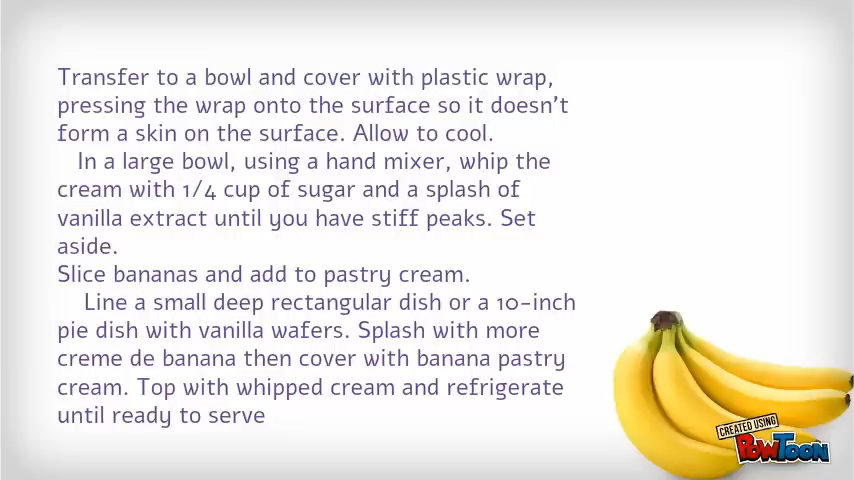 Transfer to a bowl and cover with plastic wrap,
pressing the wrap onto the surface so it doesn't
form a skin on the surface. Allow to cool.
In a large bowl, using a hand mixer, whip the
cream with 1/4 cup of sugar and a splash of
vanilla extract until you have stiff peaks. Set
aside.
Slice bananas and add to pastry cream.
Line a small deep rectangular dish or a 10-inch
pie dish with vanilla wafers. Splash with more
creme de banana then cover with banana pastry
cream. Top with whipped cream and refrigerate
until ready to serve
CREATED USING
POWTOON